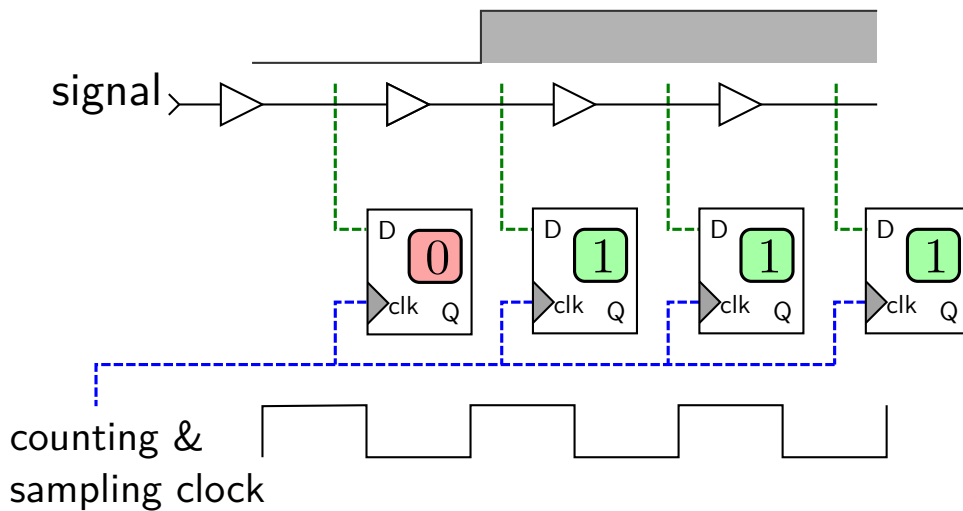 signal
D
0
clk
Q
D
1
clk
Q
D
1
clk
Q
D
1
clk
Q
counting &
sampling clock